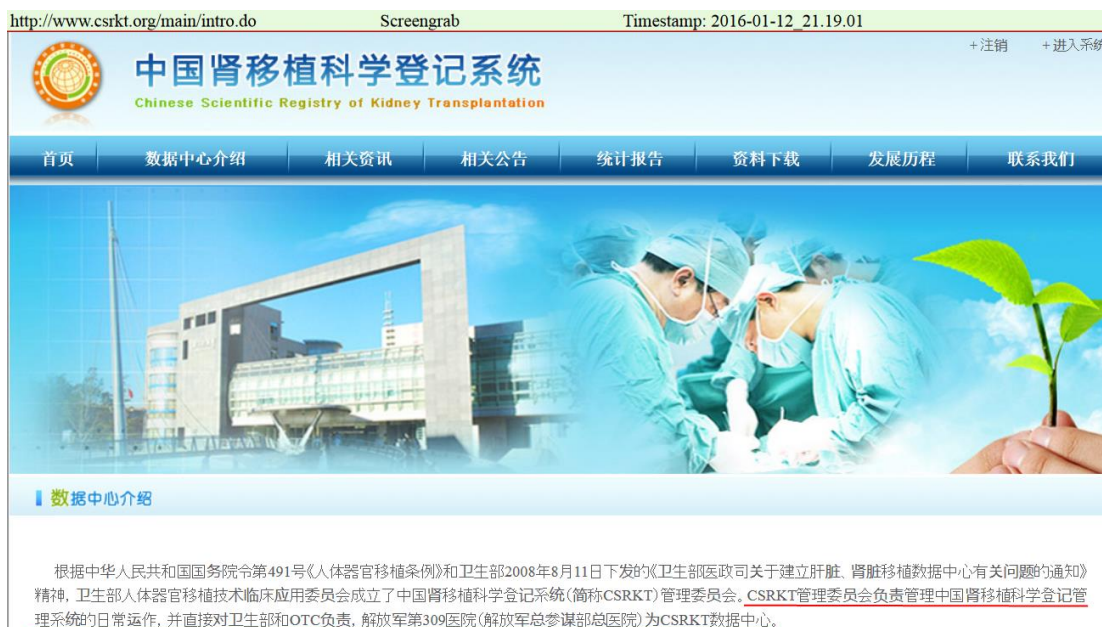 http://www.csrkt.org/main/intro.do Screengrab Timestamp: 2016-01-12_21.19.01
+注销 +进入系统
中国肾移植科学登记系统
Chinese Scientific Registry of Kidney Transplantation
首页 数据中心介绍 相关资讯 相关公告 统计报告 资料下载 发展历程 联系我们
数据中心介绍
根据中华人民共和国国务院令第491号《人体器官移植条例》和卫生部2008年8月11日下发的《卫生部医政司关于建立肝脏、肾脏移植数据中心有关问题的通知》
精神, 卫生部人体器官移植技术临床应用委员会成立了中国肾移植科学登记系统(简称CSRKT)管理委员会。CSRKT管理委员会负责管理中国肾移植科学登记管
理系统的日常运作, 并直接对卫生部和OTC负责, 解放军第309医院(解放军总参谋部总医院)为CSRKT数据中心。